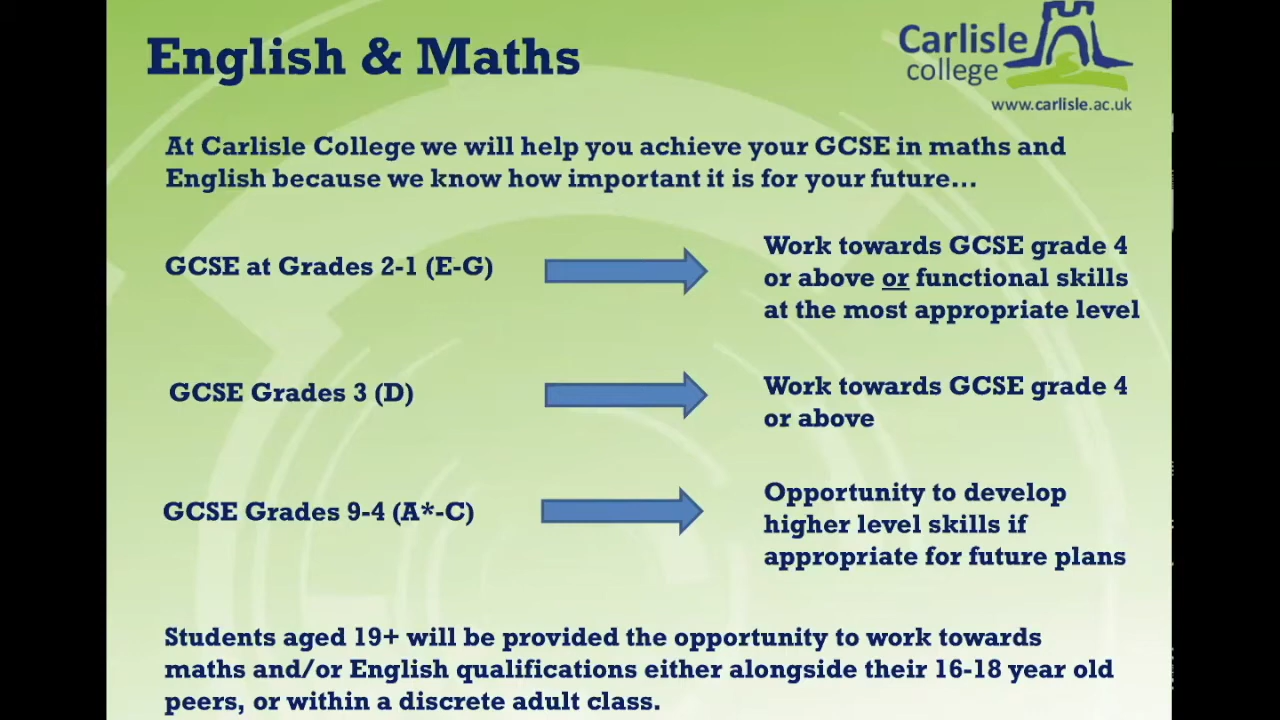 English & Maths
Carlisle
college
www.carlisle.ac.uk
At Carlisle College we will help you achieve your GCSE in maths and
English because we know how important it is for your future...
GCSE at Grades 2-1 (E-G)
Work towards GCSE grade 4
or above or functional skills
at the most appropriate level
GCSE Grades 3 (D)
Work towards GCSE grade 4
or above
GCSE Grades 9-4 (A*-C)
Opportunity to develop
higher level skills if
appropriate for future plans
Students aged 19+ will be provided the opportunity to work towards
maths and/or English qualifications either alongside their 16-18 year old
peers, or within a discrete adult class.